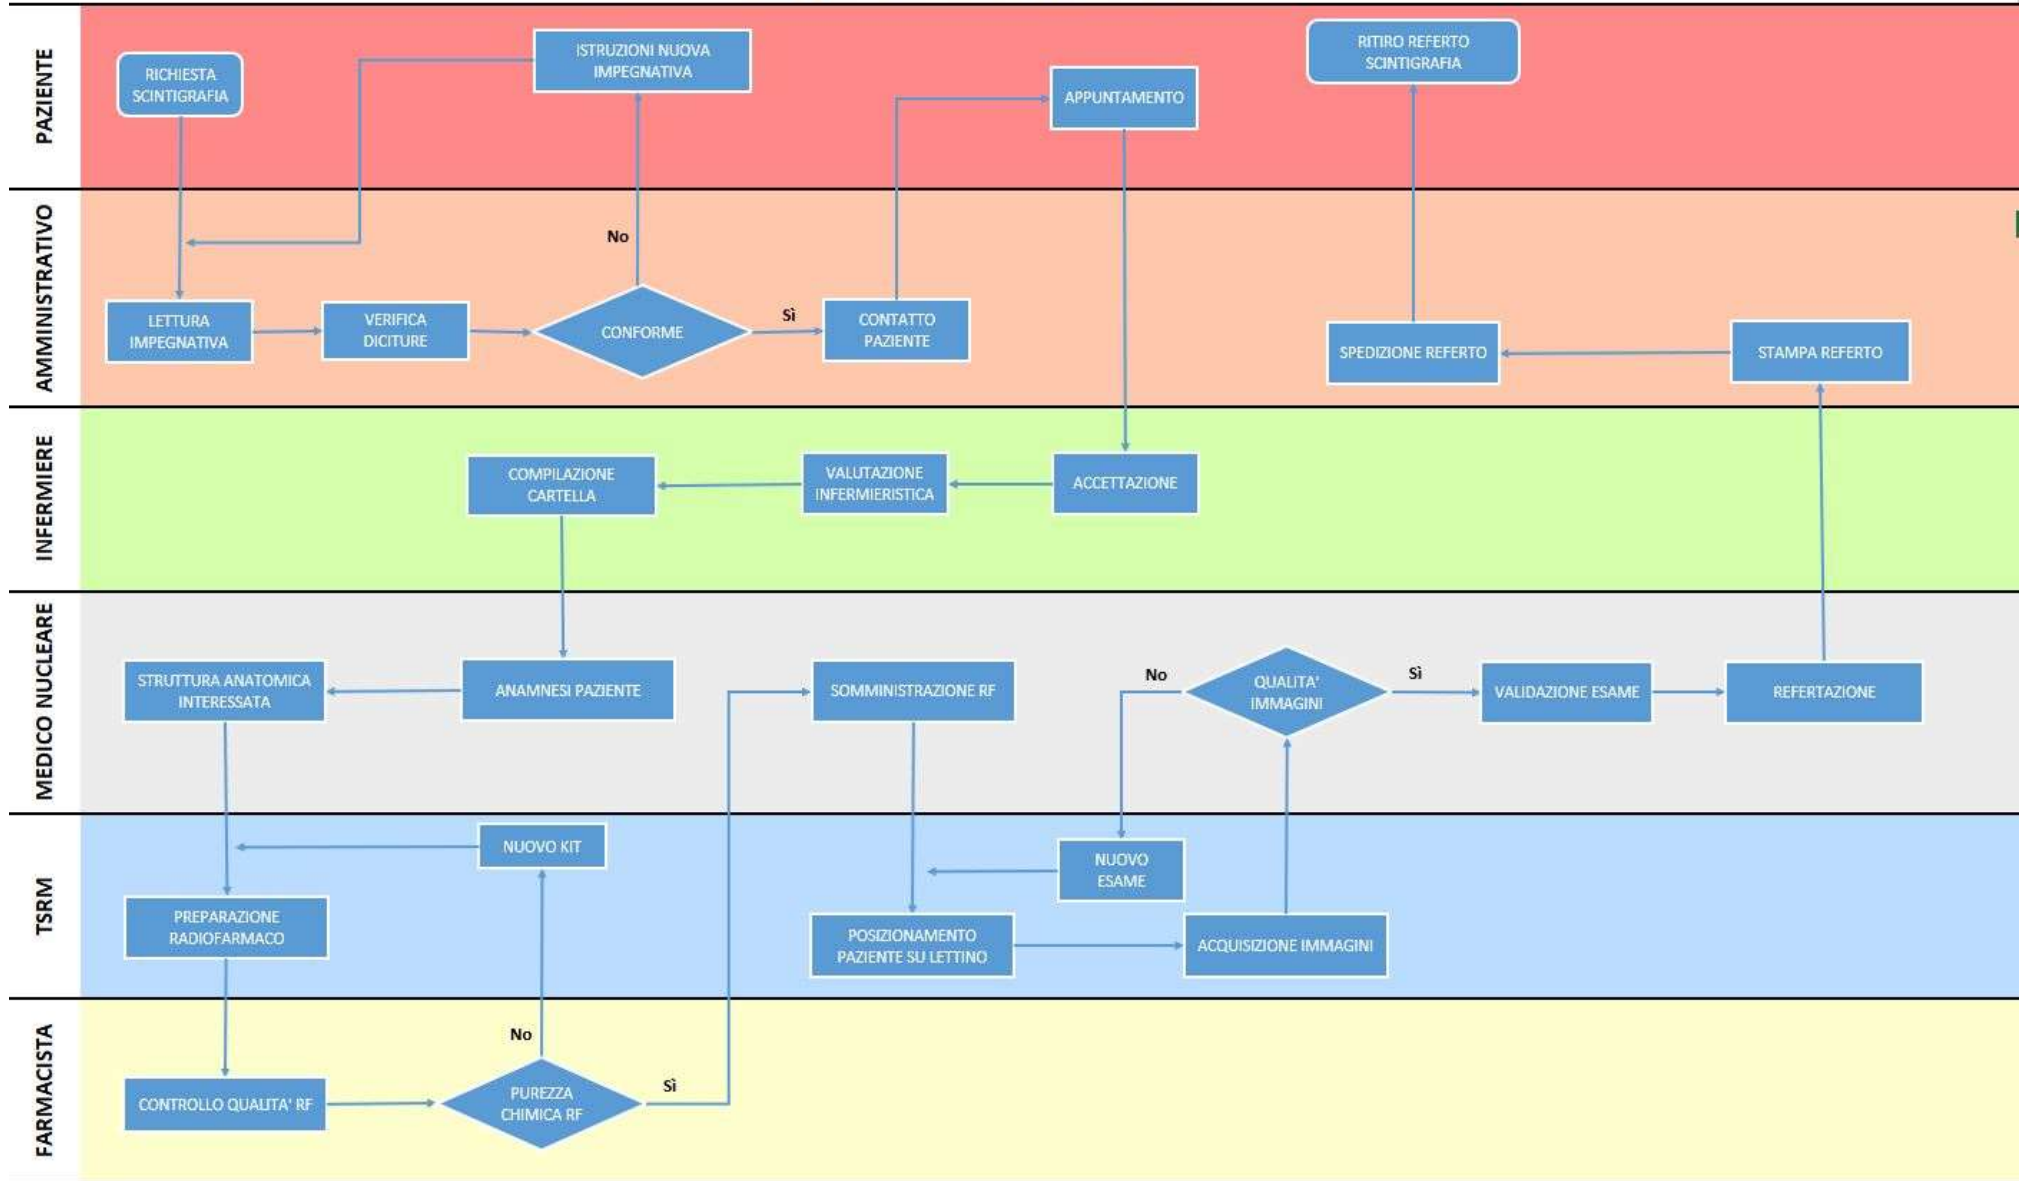 PAZIENTE
RICHIESTA
SCINTIGRAFIA
ISTRUZIONI NUOVA
IMPEGNATIVA
APPUNTAMENTO
RITIRO REFERTO
SCINTIGRAFIA
AMMINISTRATIVO
No
LETTURA
IMPEGNATIVA
VERIFICA
DICITURE
CONFORME
Sì
CONTATTO
PAZIENTE
SPEDIZIONE REFERTO
STAMPA REFERTO
INFERMIERE
COMPILAZIONE
CARTELLA
VALUTAZIONE
INFERMIERISTICA
ACCETTAZIONE
MEDICO NUCLEARE
STRUTTURA ANATOMICA
INTERESSATA
ANAMNESI PAZIENTE
SOMMINISTRAZIONE RF
No
QUALITA'
IMMAGINI
Sì
VALIDAZIONE ESAME
REFERTAZIONE
TSRM
NUOVO KIT
NUOVO
ESAME
PREPARAZIONE
RADIOFARMACO
POSIZIONAMENTO
PAZIENTE SU LETTINO
ACQUISIZIONE IMMAGINI
FARMACISTA
No
CONTROLLO QUALITA' RF
PUREZZA
CHIMICA RF
Sì